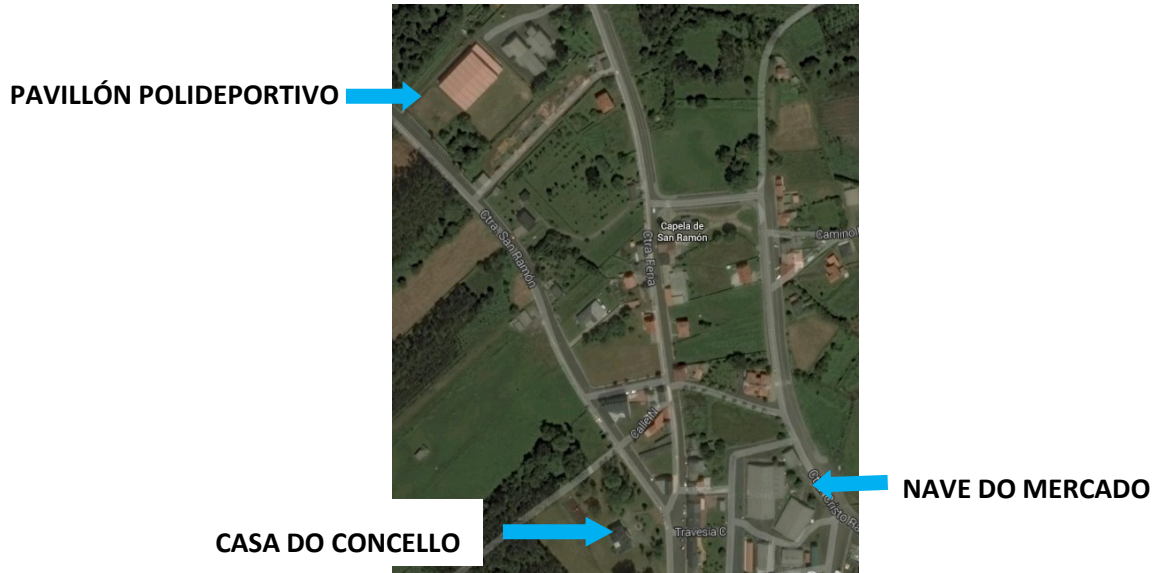 PAVILLÓN POLIDEPORTIVO
Ctra. San Ramón
Capela de
San Ramón
Ctra. Feria
Camino
Calle N
NAVE DO MERCADO
Travesía C
CASA DO CONCELLO